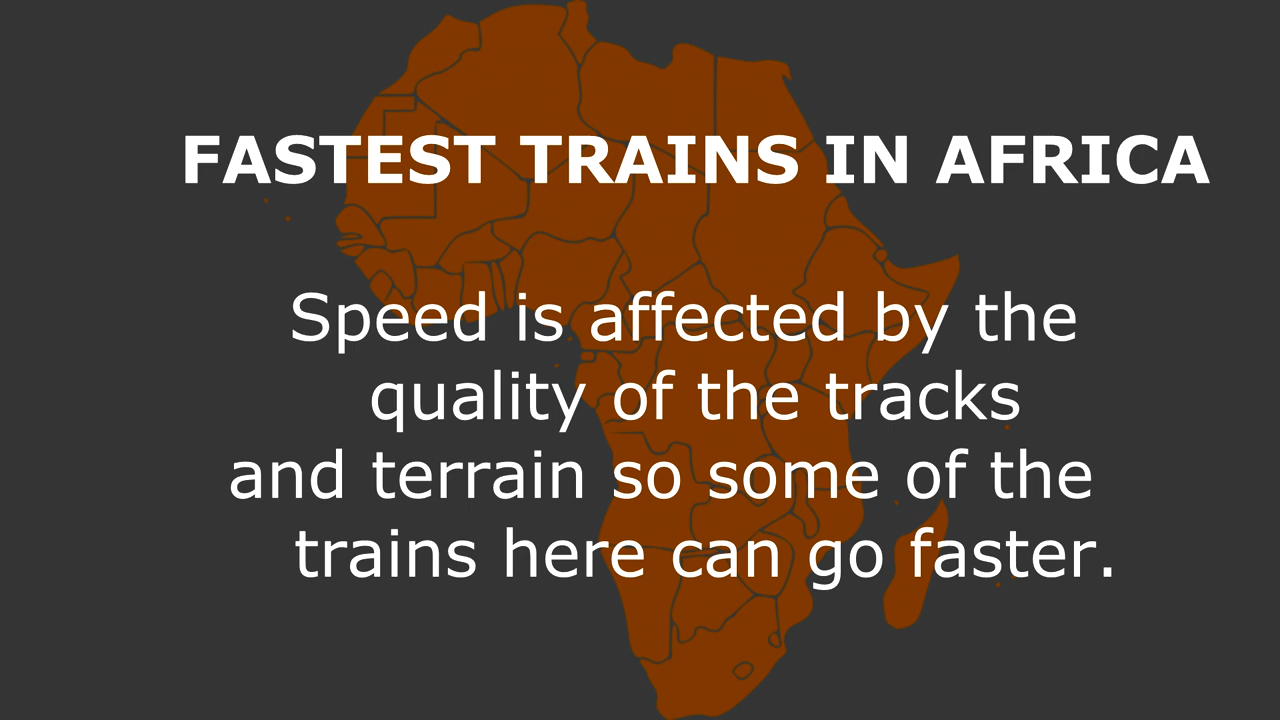 FASTEST TRAINS IN AFRICA
Speed is affected by the
quality of the tracks
and terrain so some of the
trains here can go faster.